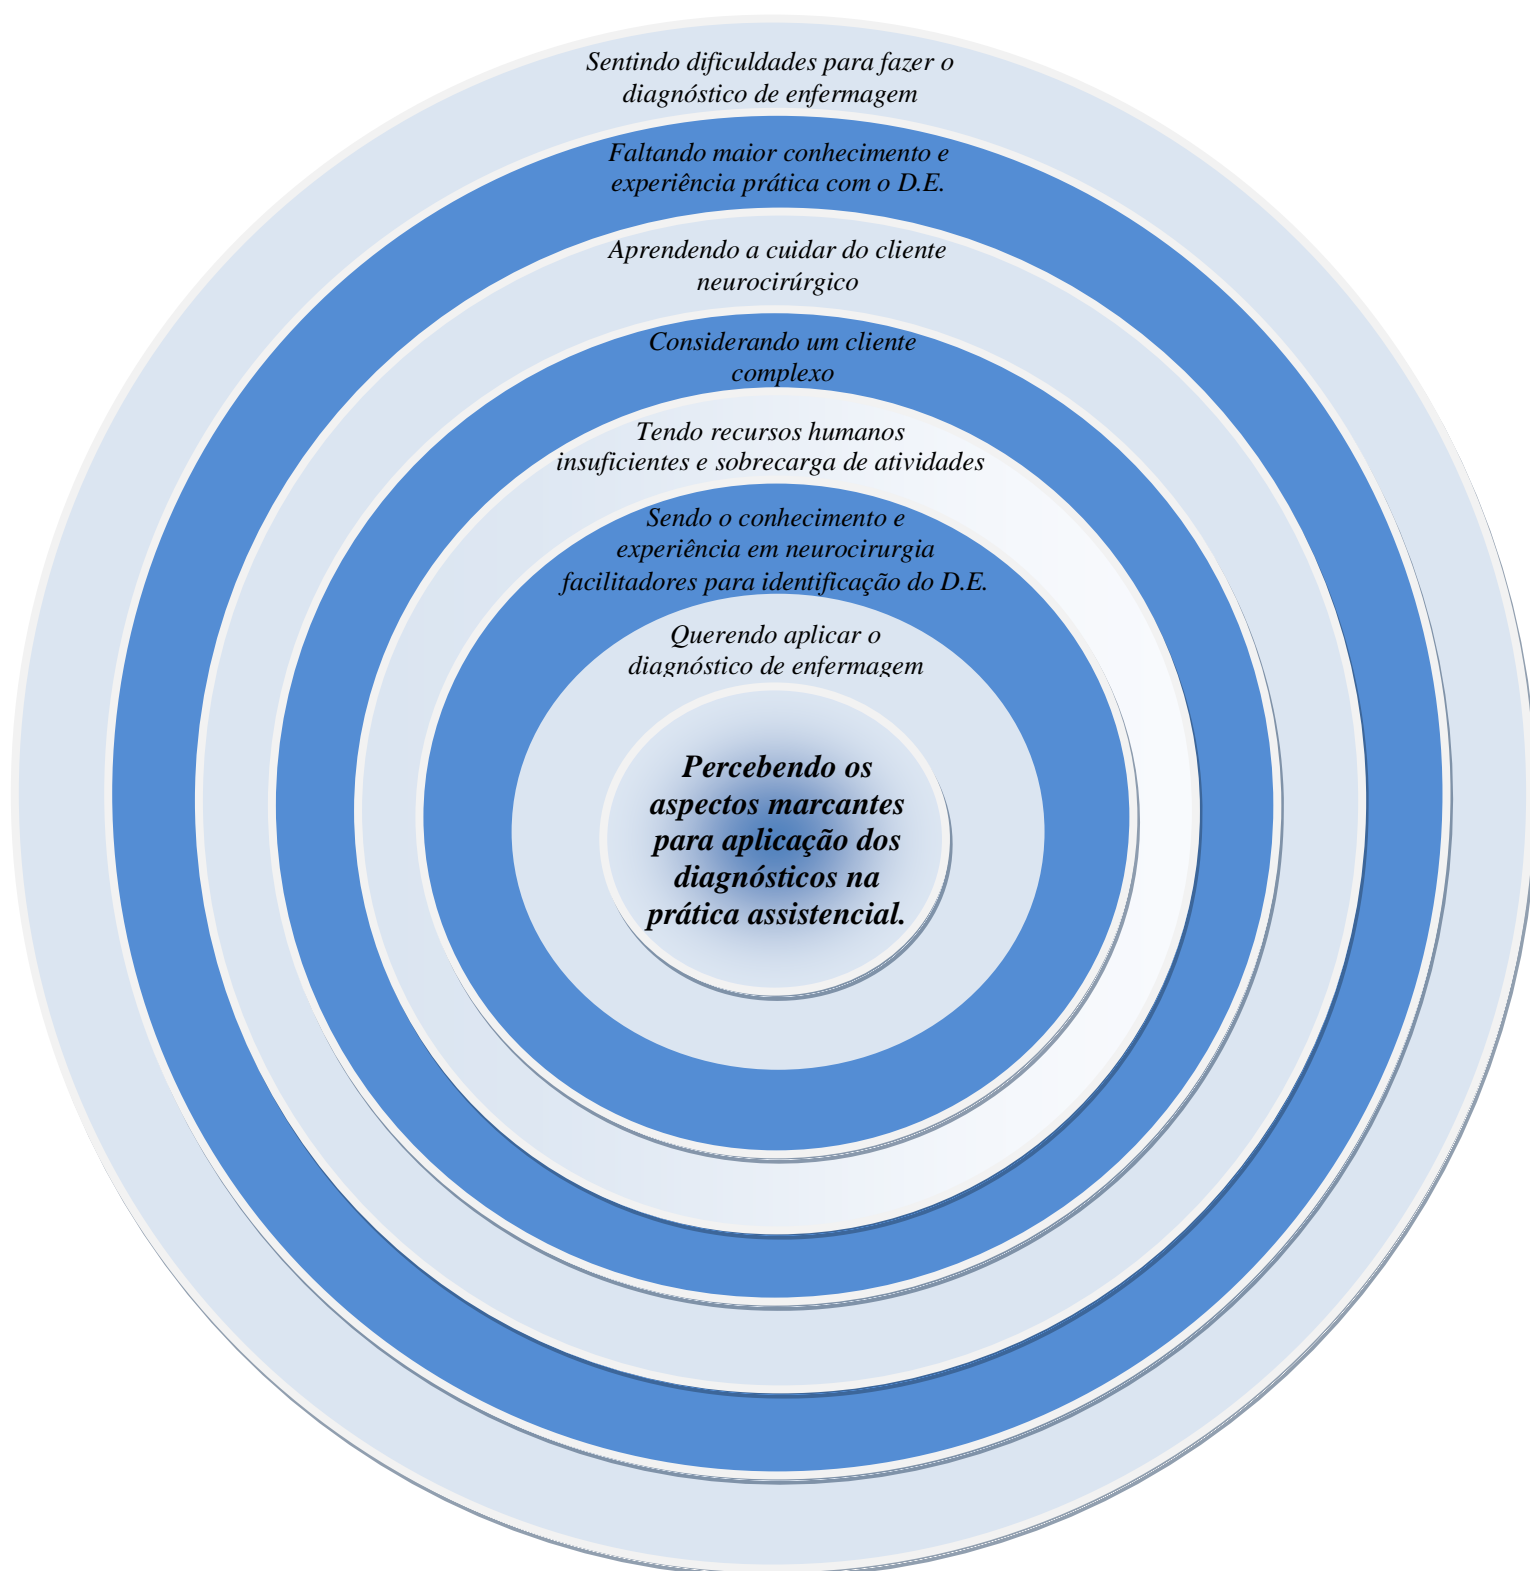 Sentindo dificuldades para fazer o
diagnóstico de enfermagem
Faltando maior conhecimento e
experiência prática com o D.E.
Aprendendo a cuidar do cliente
neurocirúrgico
Considerando um cliente
complexo
Tendo recursos humanos
insuficientes e sobrecarga de atividades
Sendo o conhecimento e
experiência em neurocirurgia
facilitadores para identificação do D.E.
Querendo aplicar o
diagnóstico de enfermagem
Percebendo os
aspectos marcantes
para aplicação dos
diagnósticos na
prática assistencial.